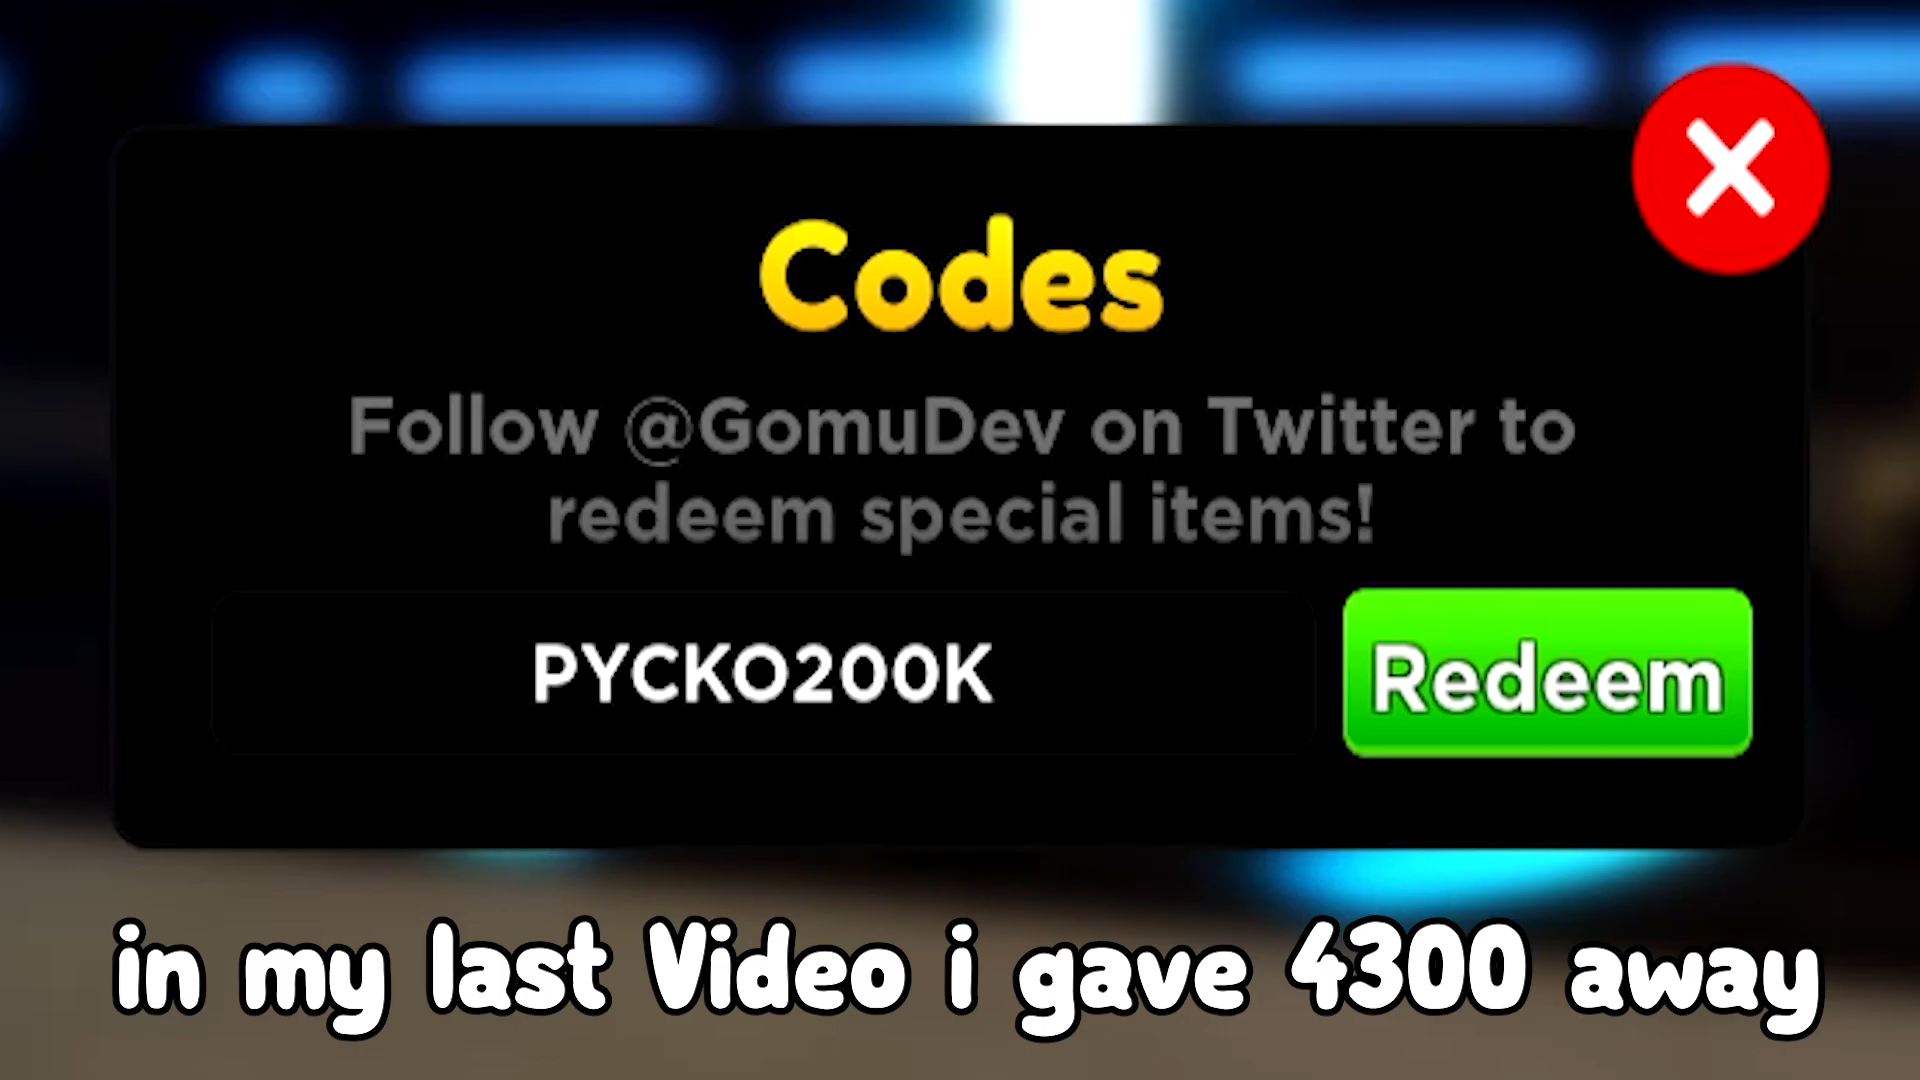 Codes
Follow @GomuDev on Twitter to
redeem special items!
PYCKO200K
Redeem
in my last Video i gave 4300 away